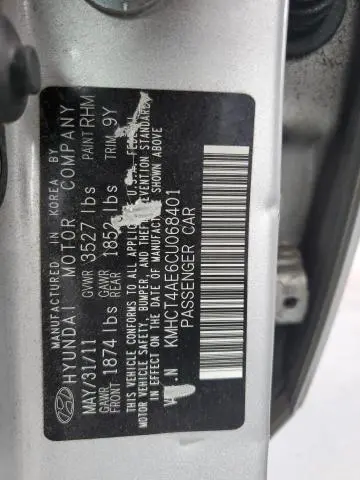 MANUFACTURED IN KOREA BY
HYUNDAI MOTOR COMPANY
MAY/31/11 GVWR 3527 lbs PAINT RHM
GAWR FRONT 1874 lbs GAWR REAR 1852 lbs TRIM 9Y
THIS VEHICLE CONFORMS TO ALL APPLICABLE U.S.A. FEDERAL
MOTOR VEHICLE SAFETY, BUMPER, AND THEFT PREVENTION STANDARDS
IN EFFECT ON THE DATE OF MANUFACTURE SHOWN ABOVE.
V.I.N KMHCT4AE6CU068401
PASSENGER CAR